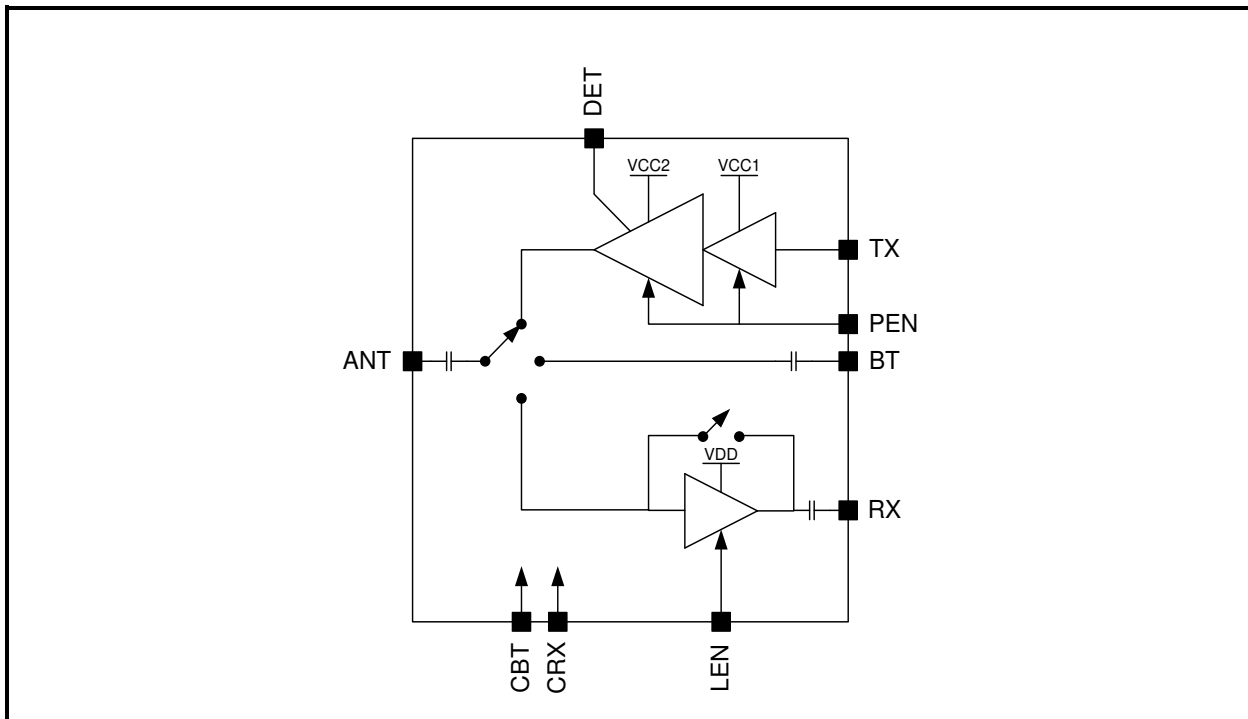 DET
VCC2
VCC1
TX
PEN
ANT
BT
VDD
RX
CBT
CRX
LEN